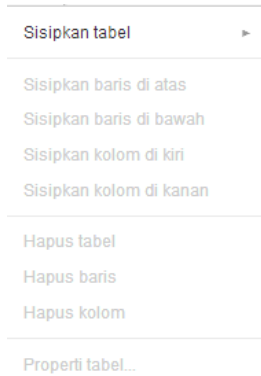 Sisipkan tabel
Sisipkan baris di atas
Sisipkan baris di bawah
Sisipkan kolom di kiri
Sisipkan kolom di kanan
Hapus tabel
Hapus baris
Hapus kolom
Properti tabel...